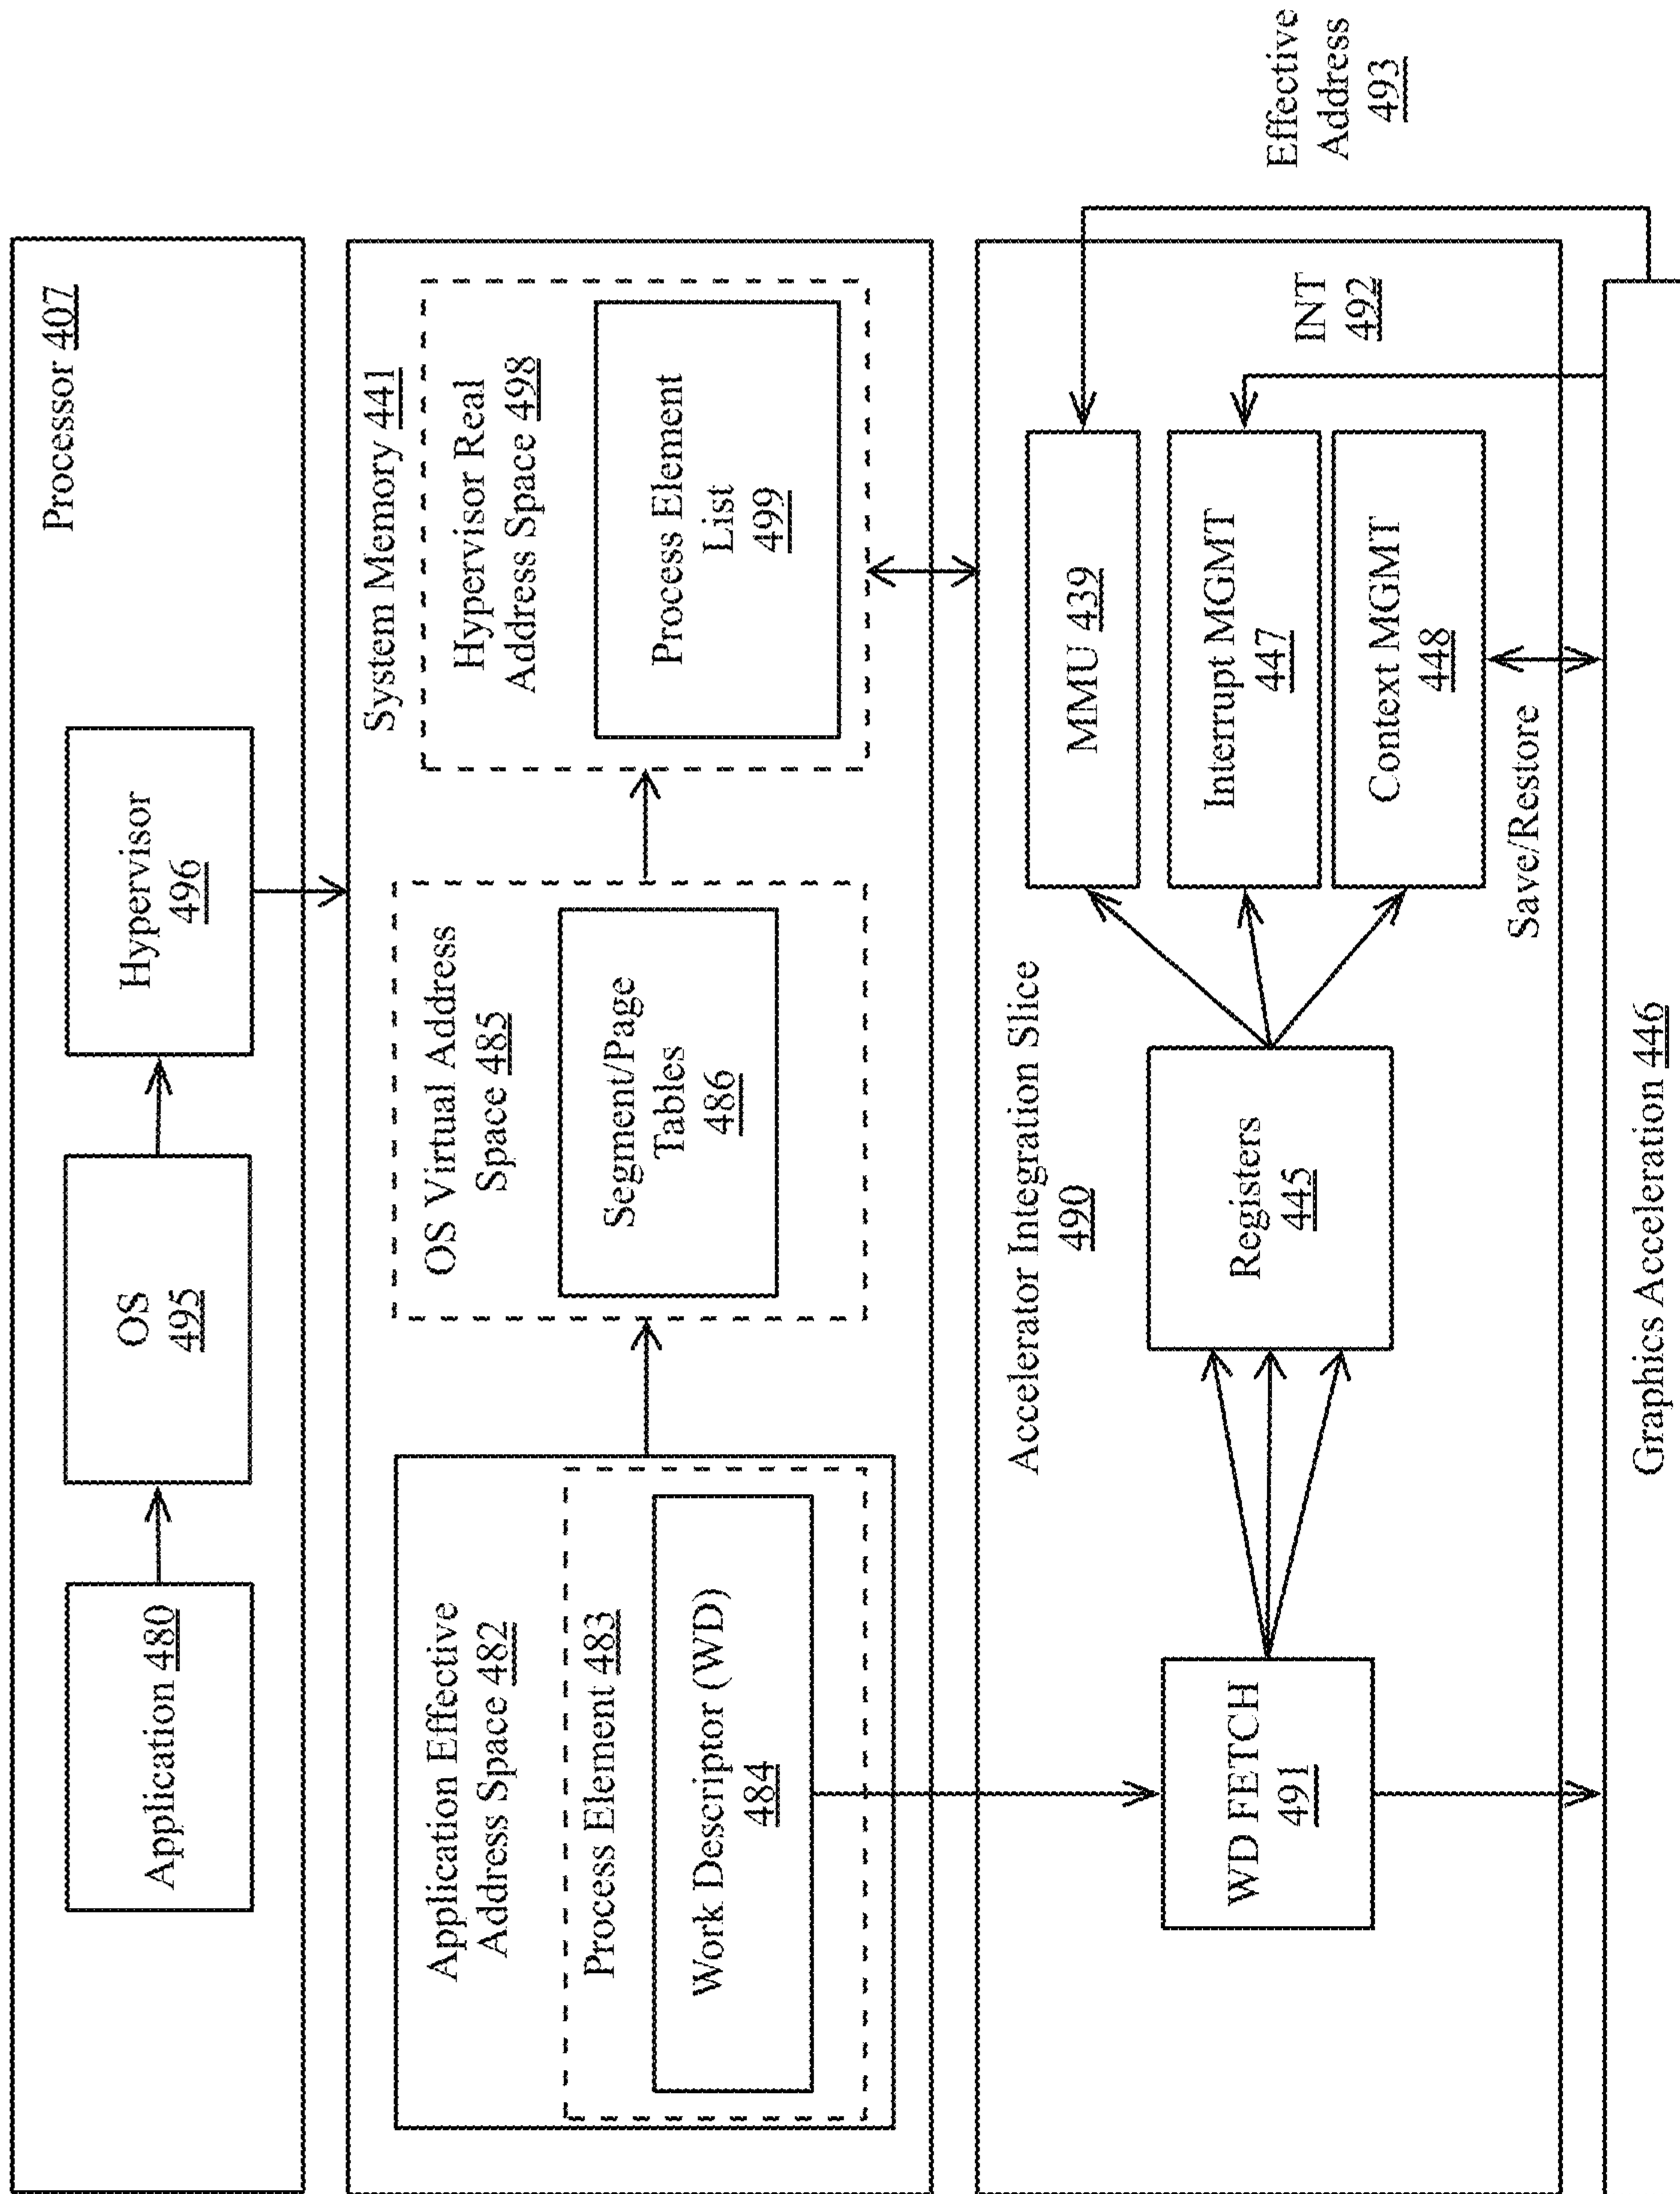 Processor 407
Application 480
OS
495
Hypervisor
496
System Memory 441
Application Effective
Address Space 482
Process Element 483
Work Descriptor (WD)
484
OS Virtual Address
Space 485
Segment/Page
Tables
486
Hypervisor Real
Address Space 498
Process Element
List
499
Accelerator Integration Slice
490
WD FETCH
491
Registers
445
MMU 439
Interrupt MGMT
447
Context MGMT
448
INT
492
Effective
Address
493
Save/Restore
Graphics Acceleration 446